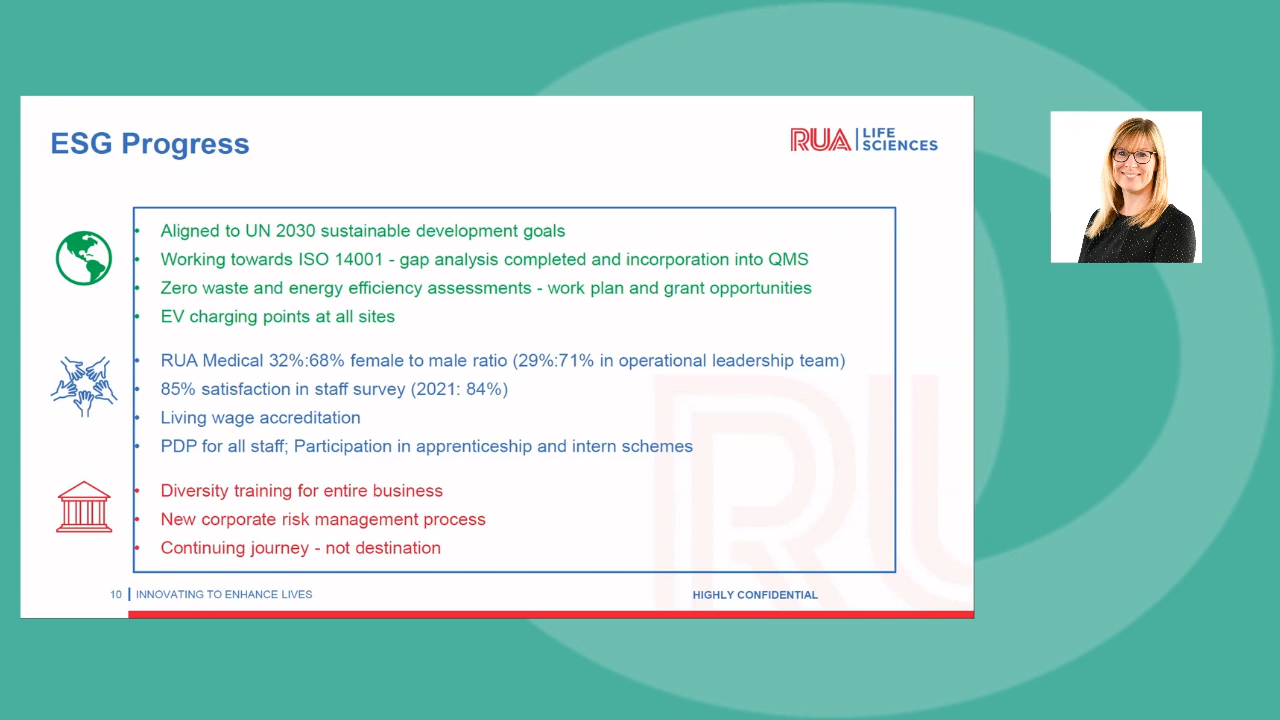 ESG Progress
RUA LIFE SCIENCES
• Aligned to UN 2030 sustainable development goals
• Working towards ISO 14001 - gap analysis completed and incorporation into QMS
• Zero waste and energy efficiency assessments - work plan and grant opportunities
• EV charging points at all sites
• RUA Medical 32%:68% female to male ratio (29%:71% in operational leadership team)
• 85% satisfaction in staff survey (2021: 84%)
• Living wage accreditation
• PDP for all staff; Participation in apprenticeship and intern schemes
• Diversity training for entire business
• New corporate risk management process
• Continuing journey - not destination
10 INNOVATING TO ENHANCE LIVES
HIGHLY CONFIDENTIAL
RU